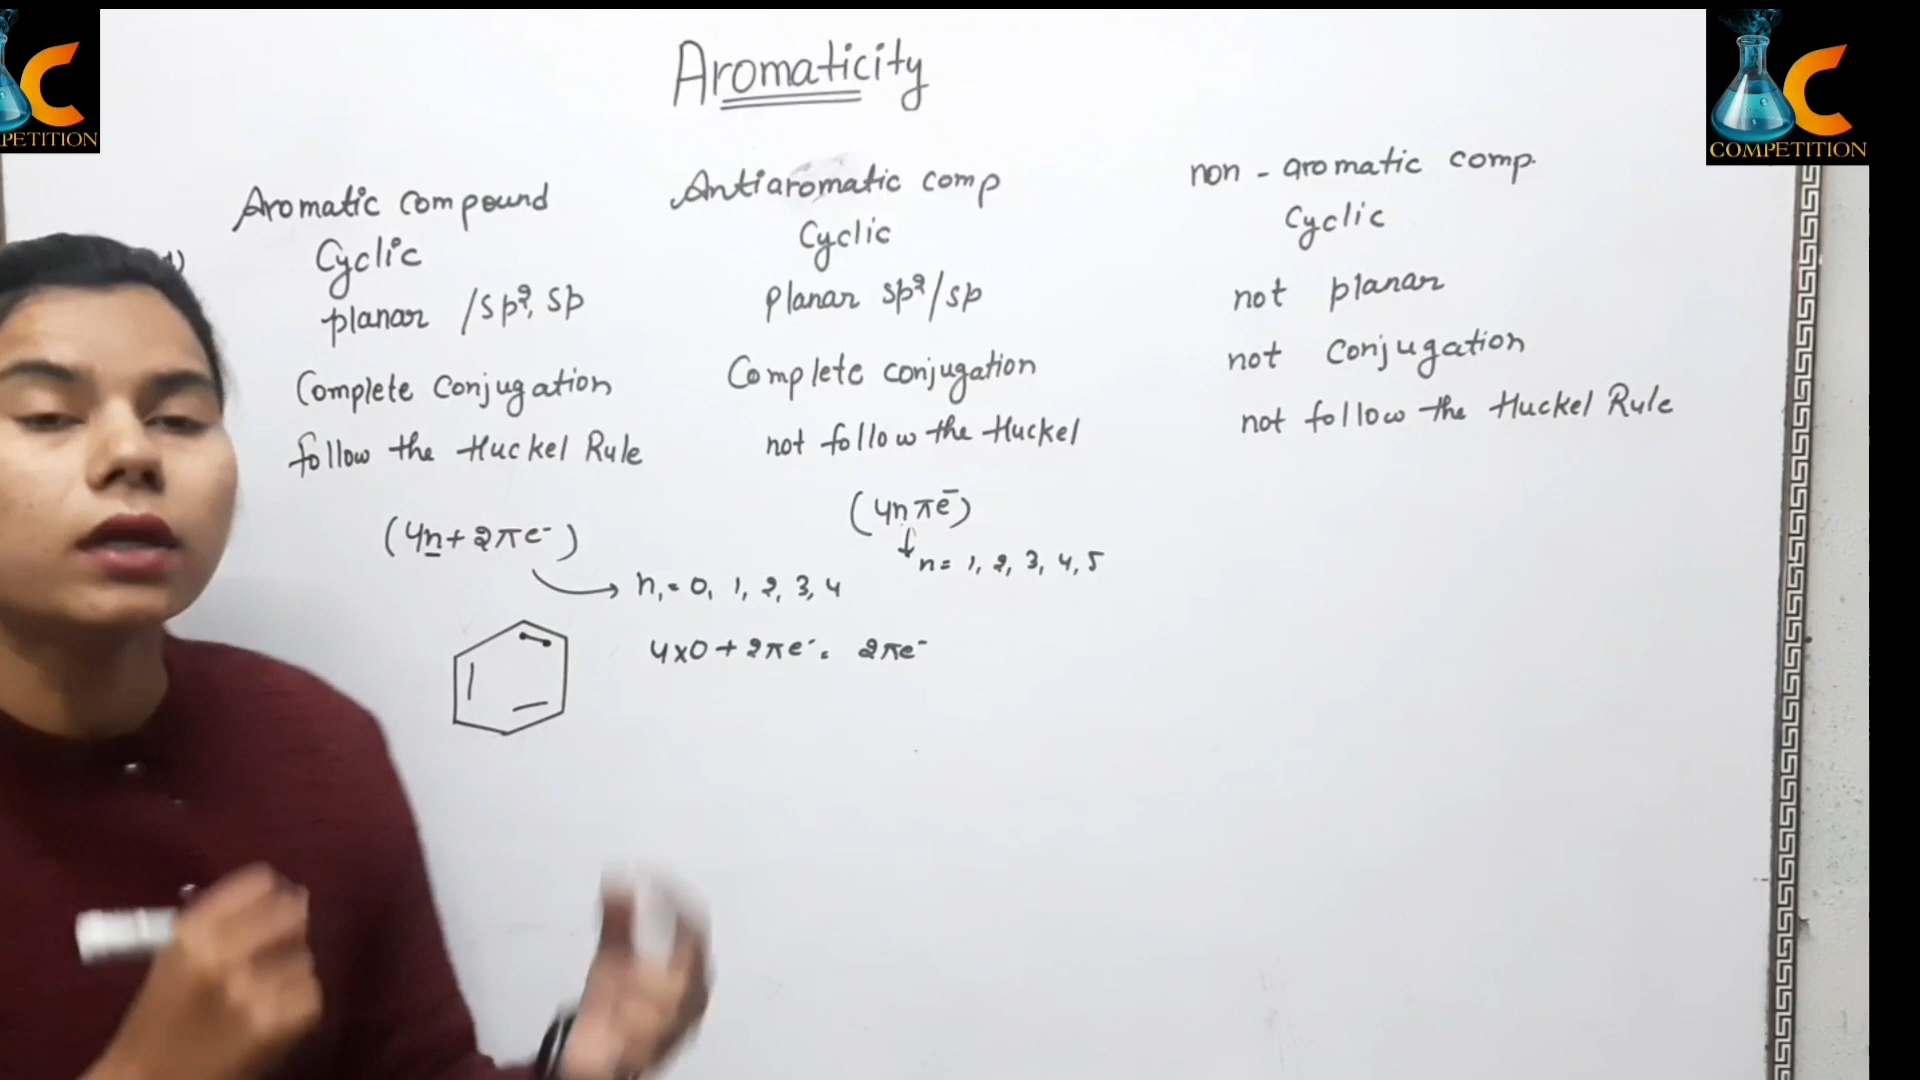 C
PETITION
C
COMPETITION
Aromaticity
Aromatic compound
Cyclic
planar /sp², sp
Complete conjugation
follow the Huckel Rule
(4n+2πe⁻)
n,= 0, 1, 2, 3, 4
4×0+2πe⁻. 2πe⁻
Antiaromatic comp
Cyclic
Planar sp²/sp
Complete conjugation
not follow the Huckel
(4nπe⁻)
n= 1, 2, 3, 4, 5
non - aromatic comp.
Cyclic
not planar
not conjugation
not follow the Huckel Rule